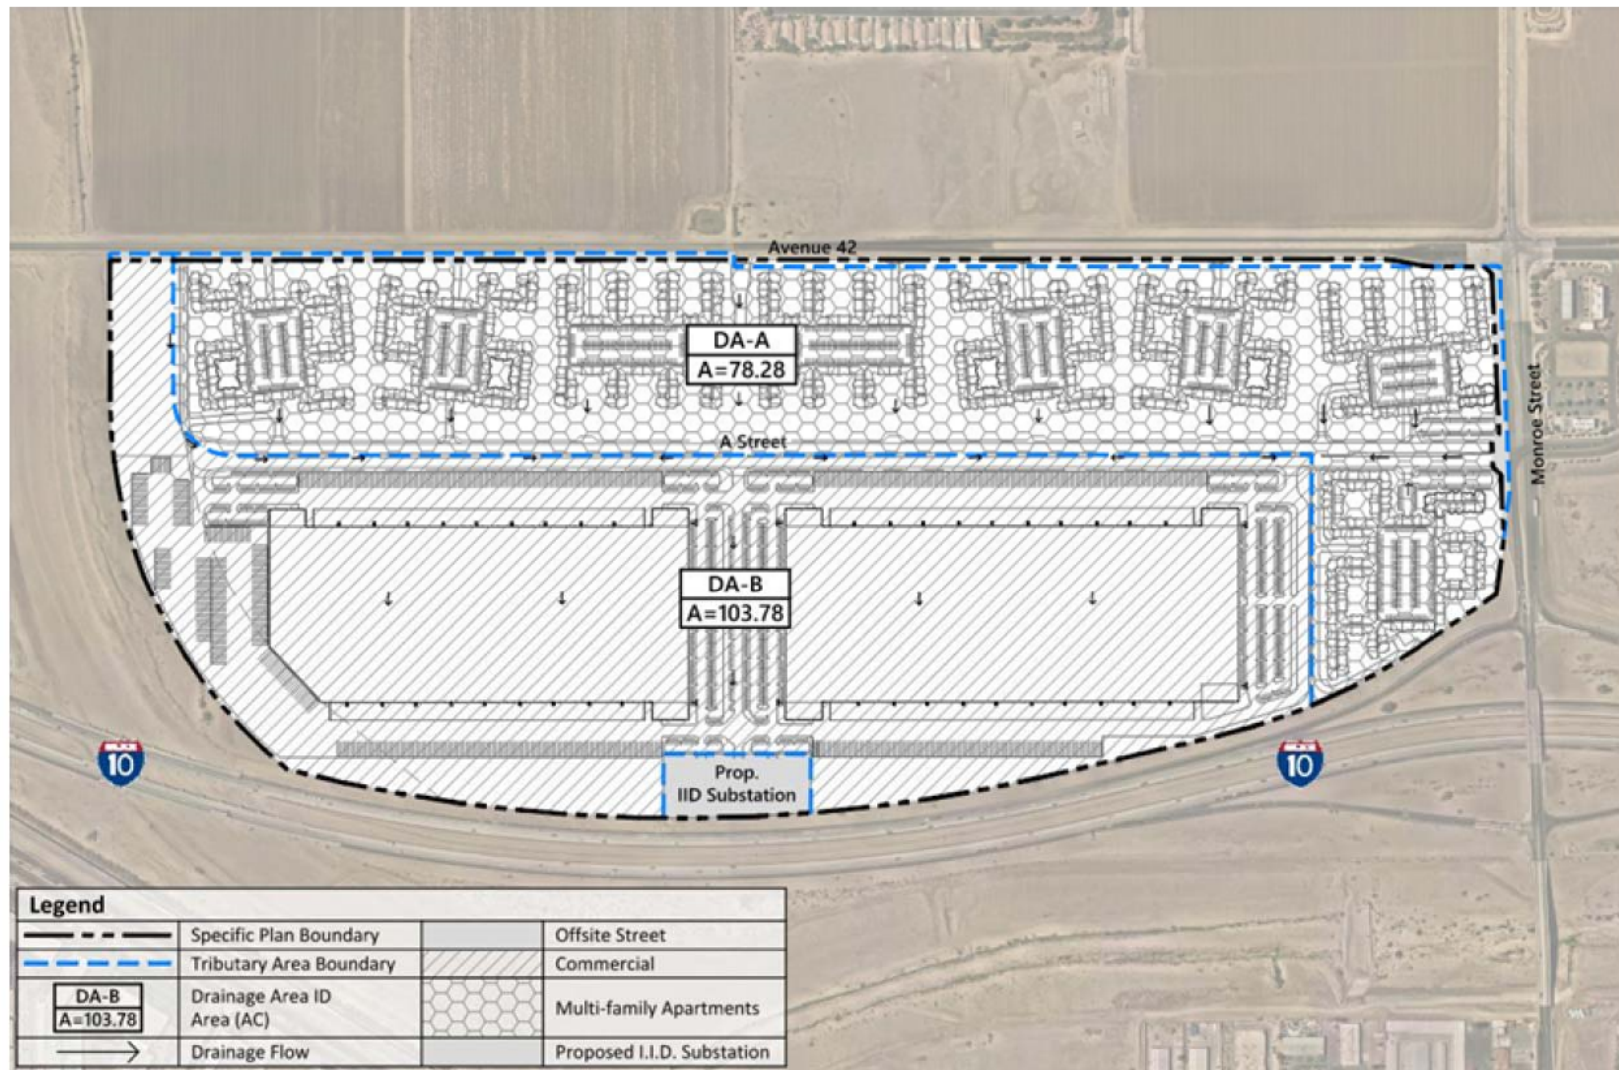 Avenue 42
DA-A
A=78.28
A Street
Monroe Street
DA-B
A=103.78
10
10
Prop.
IID Substation
Legend
Specific Plan Boundary
Offsite Street
Tributary Area Boundary
Commercial
DA-B
A=103.78
Drainage Area ID
Area (AC)
Multi-family Apartments
Drainage Flow
Proposed I.I.D. Substation